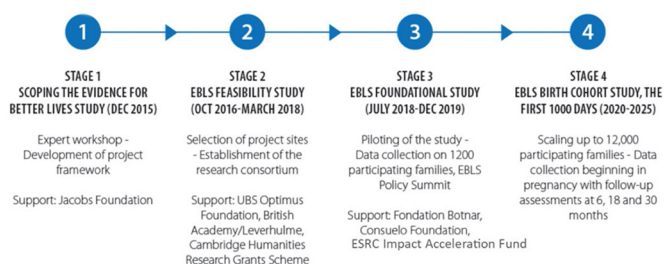 1
2
3
4
STAGE 1
SCOPING THE EVIDENCE FOR
BETTER LIVES STUDY (DEC 2015)
Expert workshop -
Development of project
framework
Support: Jacobs Foundation
STAGE 2
EBLS FEASIBILITY STUDY
(OCT 2016-MARCH 2018)
Selection of project sites
- Establishment of the
research consortium
Support: UBS Optimus
Foundation, British
Academy/Leverhulme,
Cambridge Humanities
Research Grants Scheme
STAGE 3
EBLS FOUNDATIONAL STUDY
(JULY 2018-DEC 2019)
Piloting of the study -
Data collection on 1200
participating families, EBLS
Policy Summit
Support: Fondation Botnar,
Consuelo Foundation,
ESRC Impact Acceleration Fund
STAGE 4
EBLS BIRTH COHORT STUDY, THE
FIRST 1000 DAYS (2020-2025)
Scaling up to 12,000
participating families - Data
collection beginning in
pregnancy with follow-up
assessments at 6, 18 and 30
months